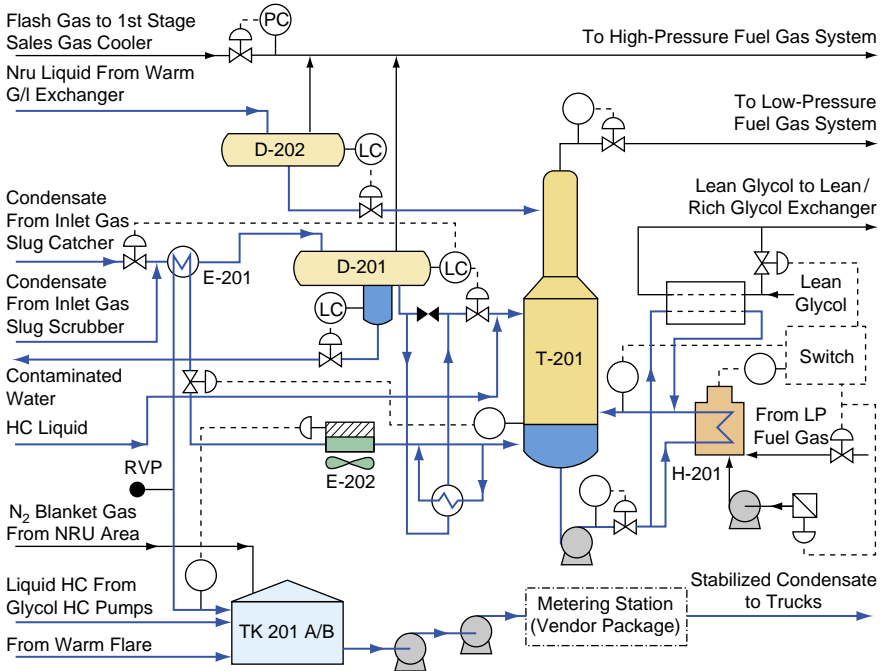 Flash Gas to 1st Stage
Sales Gas Cooler
PC
To High-Pressure Fuel Gas System
Nru Liquid From Warm
G/l Exchanger
To Low-Pressure
Fuel Gas System
D-202
LC
Condensate
From Inlet Gas
Slug Catcher
Lean Glycol to Lean/
Rich Glycol Exchanger
E-201
D-201
LC
Condensate
From Inlet Gas
Slug Scrubber
LC
Lean
Glycol
T-201
Switch
Contaminated
Water
HC Liquid
From LP
Fuel Gas
RVP
E-202
H-201
N2 Blanket Gas
From NRU Area
Liquid HC From
Glycol HC Pumps
Metering Station
(Vendor Package)
Stabilized Condensate
to Trucks
TK 201 A/B
From Warm Flare